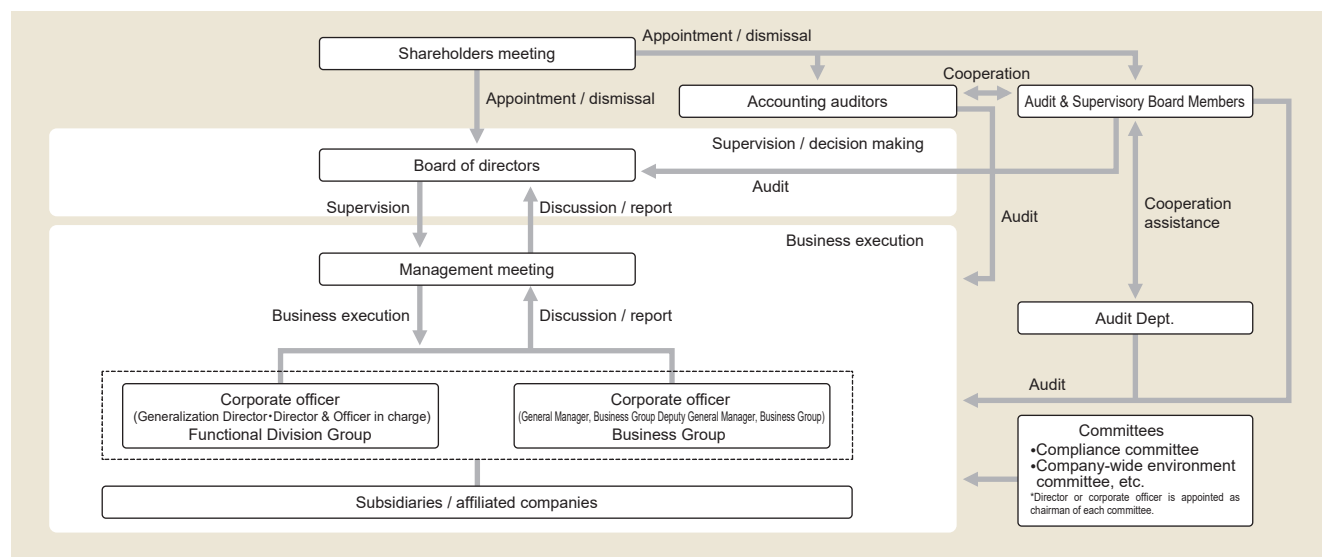 Appointment / dismissal
Shareholders meeting
Cooperation
Appointment / dismissal
Accounting auditors
Audit & Supervisory Board Members
Supervision / decision making
Board of directors
Audit
Supervision
Discussion / report
Cooperation
assistance
Audit
Business execution
Management meeting
Business execution
Discussion / report
Audit Dept.
Audit
Corporate officer
(Generalization Director・Director & Officer in charge)
Functional Division Group
Corporate officer
(General Manager, Business Group Deputy General Manager, Business Group)
Business Group
Committees
•Compliance committee
•Company-wide environment
committee, etc.
*Director or corporate officer is appointed as
chairman of each committee.
Subsidiaries / affiliated companies